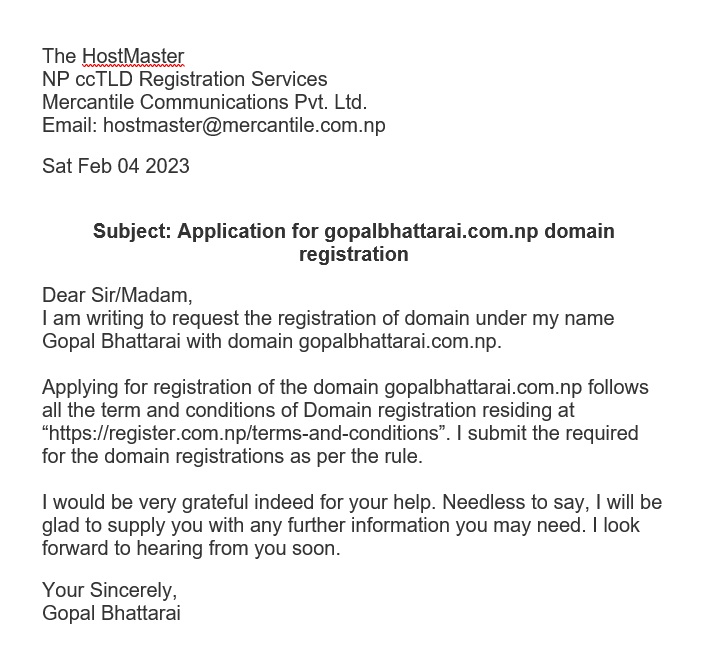 The HostMaster
NP ccTLD Registration Services
Mercantile Communications Pvt. Ltd.
Email: hostmaster@mercantile.com.np
Sat Feb 04 2023
Subject: Application for gopalbhattarai.com.np domain
registration
Dear Sir/Madam,
I am writing to request the registration of domain under my name
Gopal Bhattarai with domain gopalbhattarai.com.np.
Applying for registration of the domain gopalbhattarai.com.np follows
all the term and conditions of Domain registration residing at
“https://register.com.np/terms-and-conditions”. I submit the required
for the domain registrations as per the rule.
I would be very grateful indeed for your help. Needless to say, I will be
glad to supply you with any further information you may need. I look
forward to hearing from you soon.
Your Sincerely,
Gopal Bhattarai